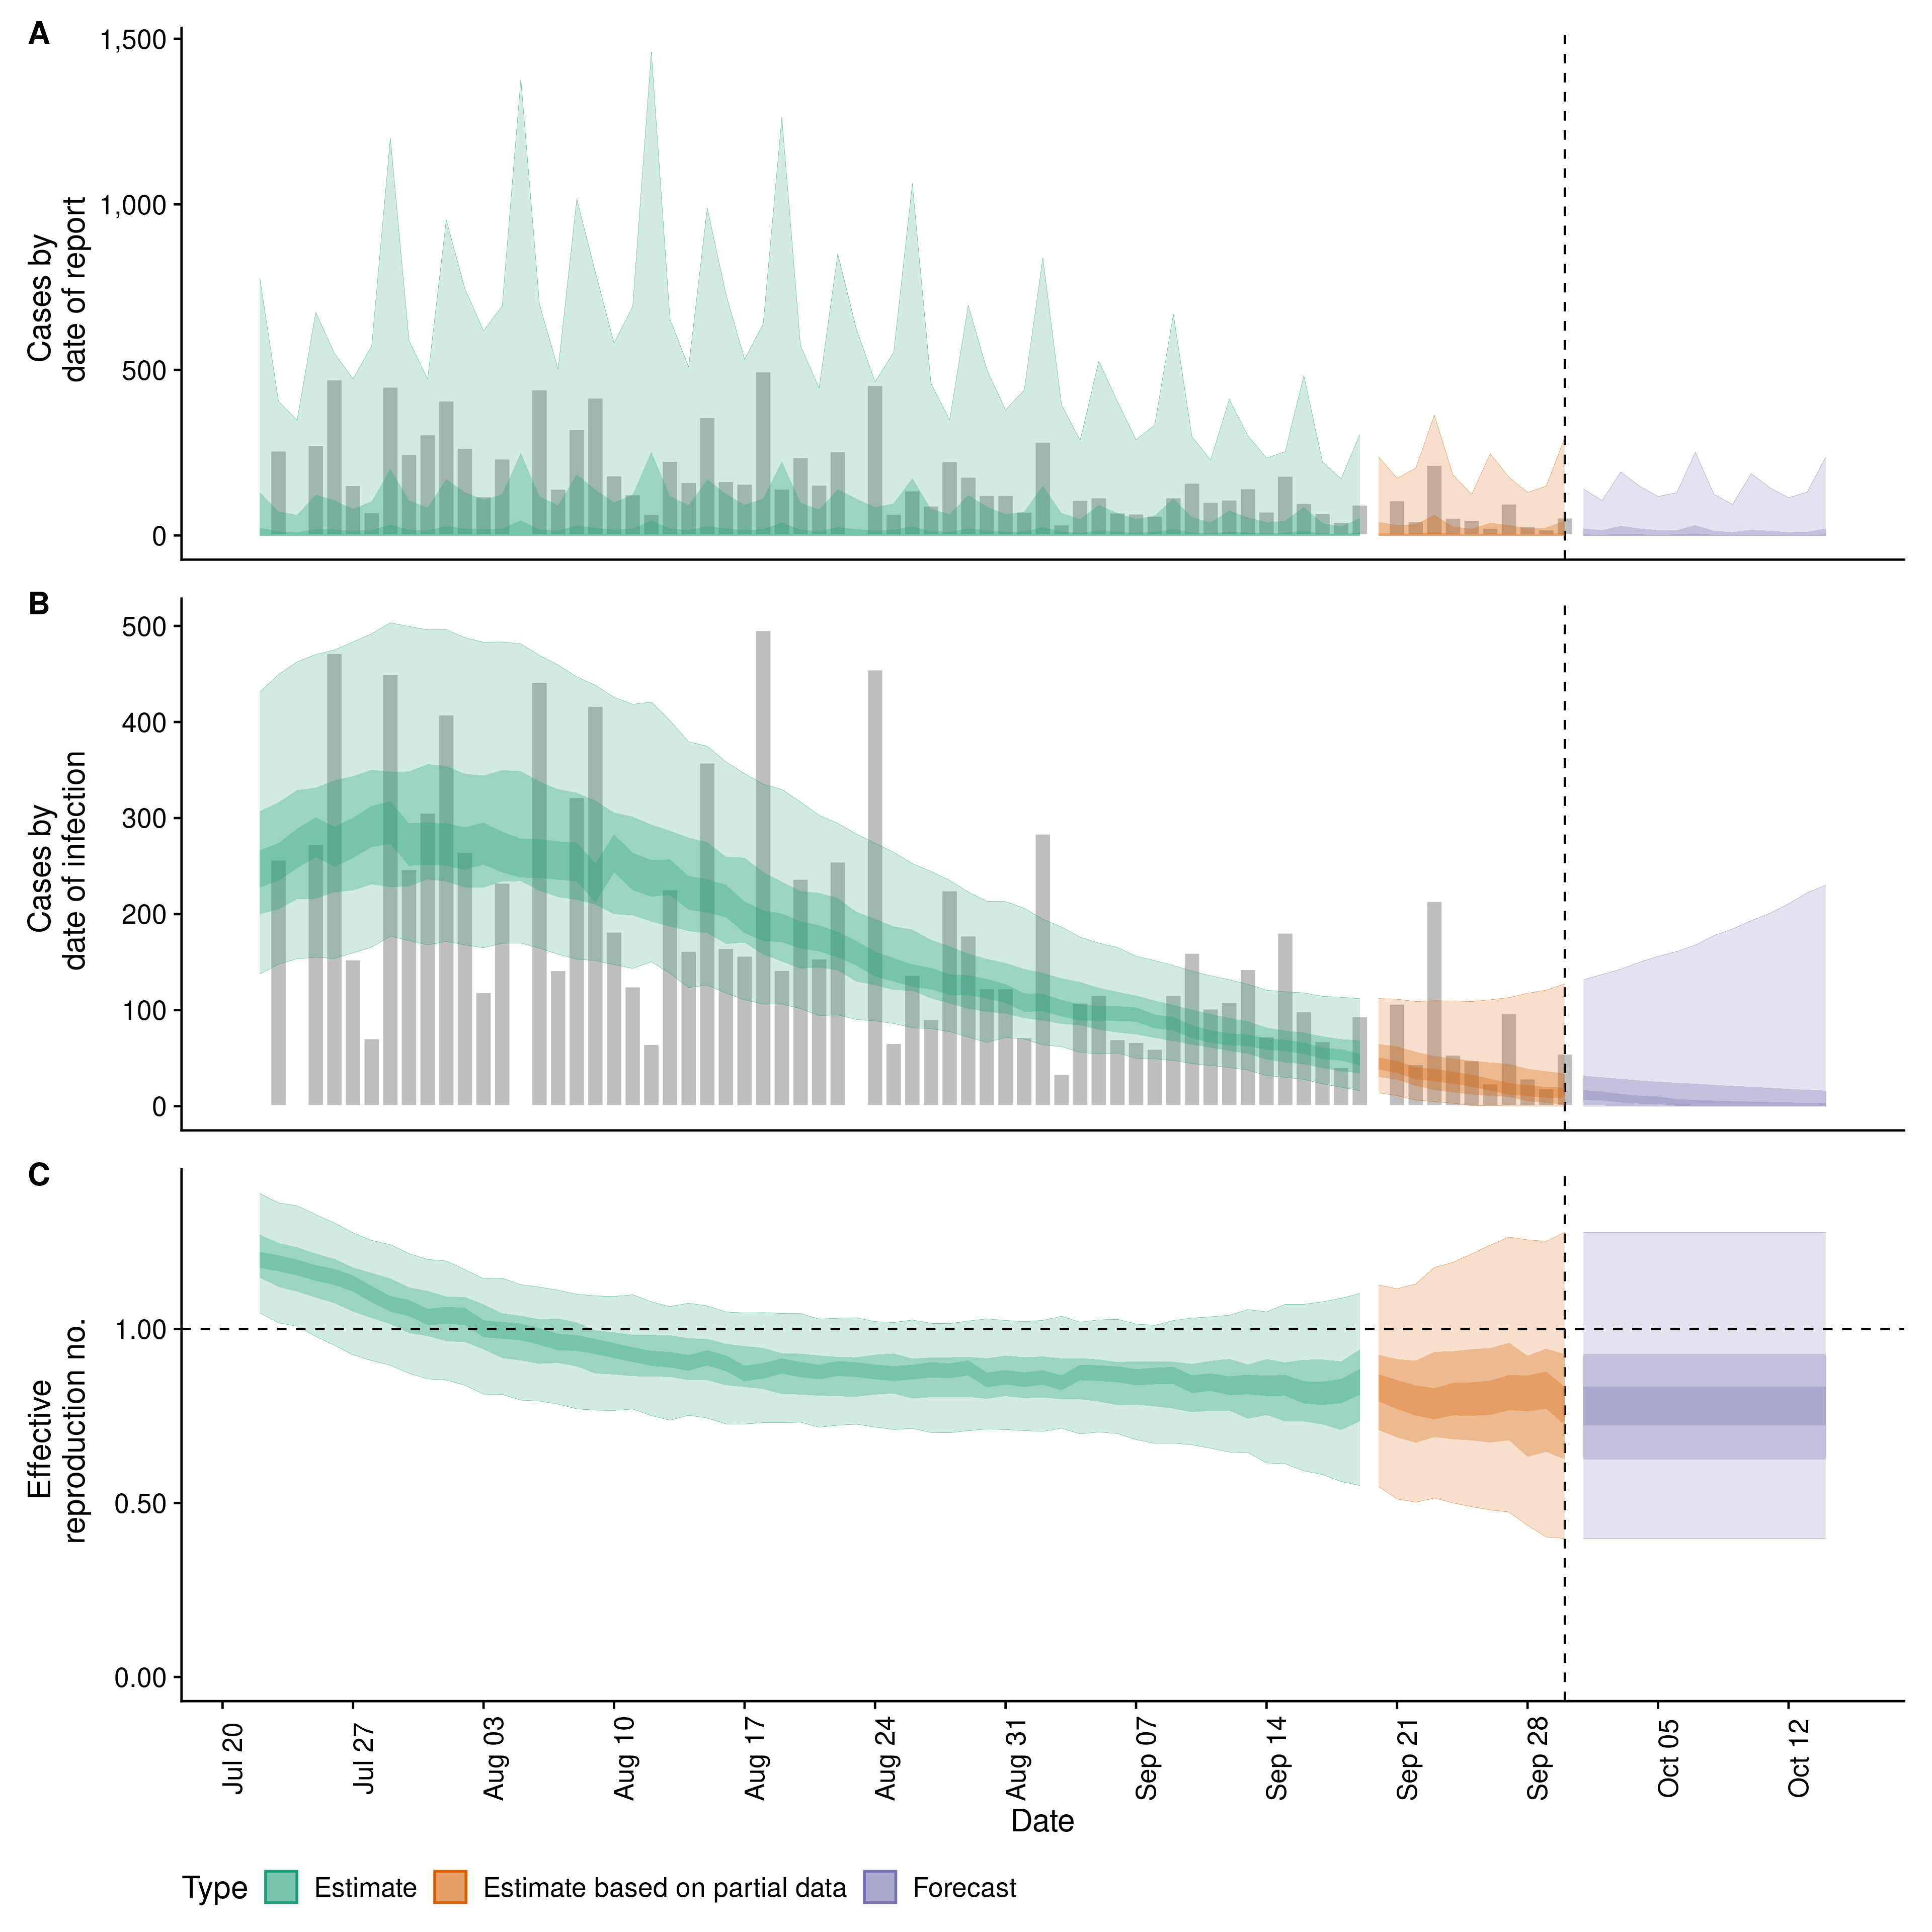 A
1,500
1,000
500
0
Cases by
date of report
B
500
400
300
200
100
0
Cases by
date of infection
C
1.00
0.50
0.00
Effective
reproduction no.
Jul 20
Jul 27
Aug 03
Aug 10
Aug 17
Aug 24
Aug 31
Sep 07
Sep 14
Sep 21
Sep 28
Oct 05
Oct 12
Date
Type Estimate Estimate based on partial data Forecast